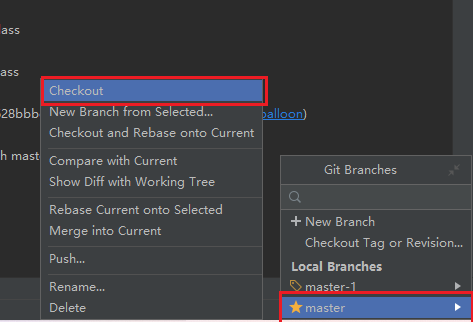 lass
ass
Checkout
New Branch from Selected...
Checkout and Rebase onto Current
Compare with Current
Show Diff with Working Tree
Rebase Current onto Selected
Merge into Current
Push...
Rename...
Delete
28bbb
balloon)
h mast
Git Branches
+ New Branch
Checkout Tag or Revision...
Local Branches
master-1
master